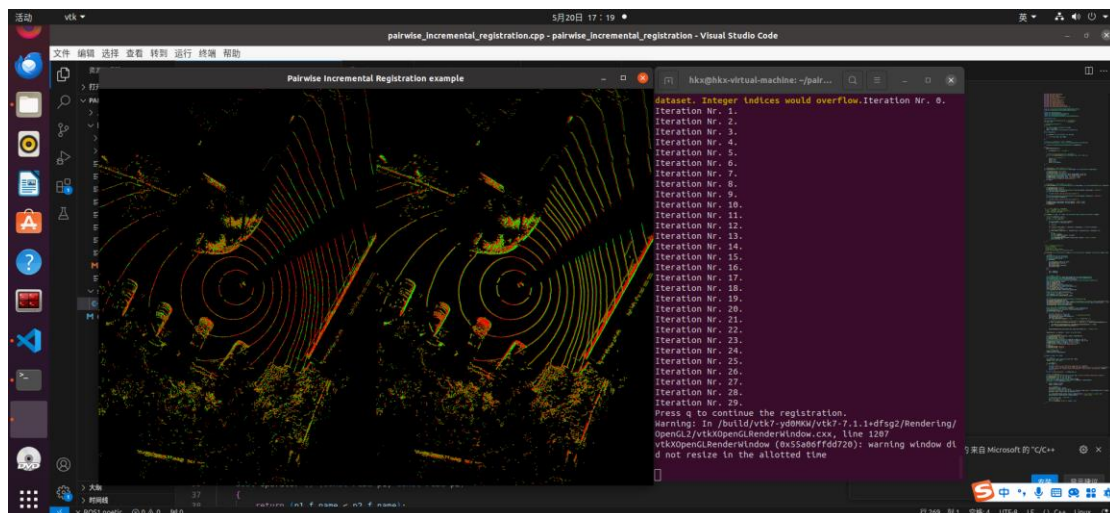 活动
vtk
5月20日 17:19
英
pairwise_incremental_registration.cpp - pairwise_incremental_registration - Visual Studio Code
文件 编辑 选择 查看 转到 运行 终端 帮助
Pairwise Incremental Registration example
hkx@hkx-virtual-machine: ~/pair...
dataset. Integer indices would overflow.Iteration Nr. 0.
Iteration Nr. 1.
Iteration Nr. 2.
Iteration Nr. 3.
Iteration Nr. 4.
Iteration Nr. 5.
Iteration Nr. 6.
Iteration Nr. 7.
Iteration Nr. 8.
Iteration Nr. 9.
Iteration Nr. 10.
Iteration Nr. 11.
Iteration Nr. 12.
Iteration Nr. 13.
Iteration Nr. 14.
Iteration Nr. 15.
Iteration Nr. 16.
Iteration Nr. 17.
Iteration Nr. 18.
Iteration Nr. 19.
Iteration Nr. 20.
Iteration Nr. 21.
Iteration Nr. 22.
Iteration Nr. 23.
Iteration Nr. 24.
Iteration Nr. 25.
Iteration Nr. 26.
Iteration Nr. 27.
Iteration Nr. 28.
Iteration Nr. 29.
Press q to continue the registration.
Warning: In /build/vtk7-yd0MKW/vtk7-7.1.1+dfsg2/Rendering/
OpenGL2/vtkXOpenGLRenderWindow.cxx, line 1207
vtkXOpenGLRenderWindow (0x55a06ffdd720): warning window di
d not resize in the allotted time
来自 Microsoft 的 "C/C++
大纲
时间线
37
{
中
DVD